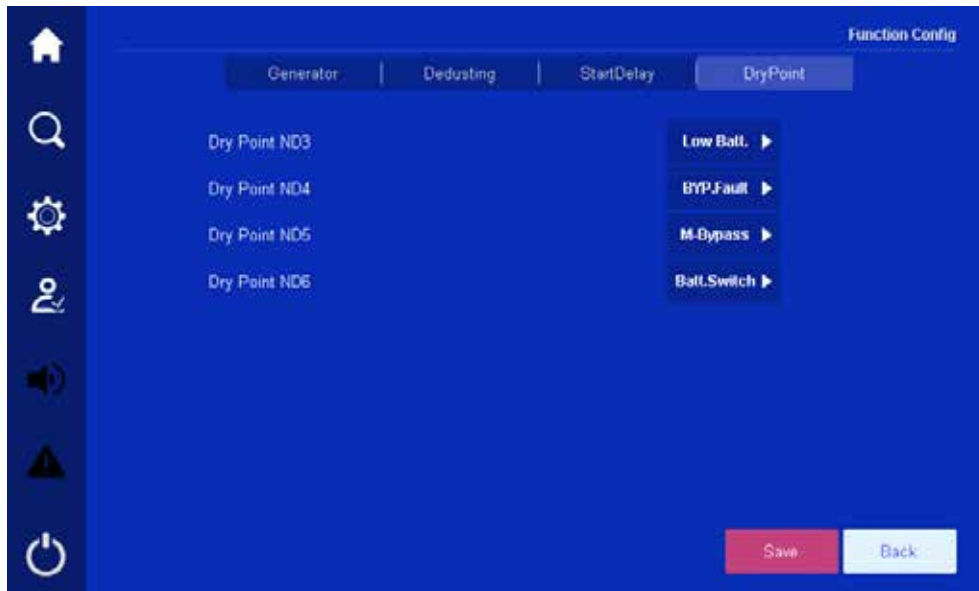 Function Config
Generator | Dedusting | StartDelay | DryPoint
Dry Point ND3 Low Batt.
Dry Point ND4 BYP.Fault
Dry Point ND5 M-Bypass
Dry Point ND6 Batt.Switch
Save Back